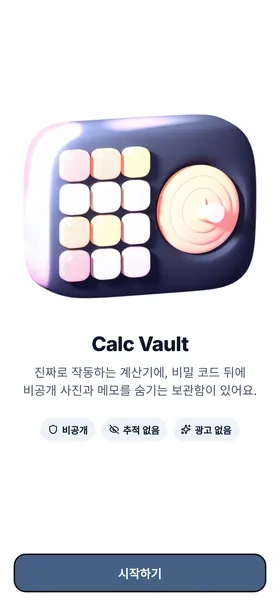 Calc Vault
진짜로 작동하는 계산기에, 비밀 코드 뒤에
비공개 사진과 메모를 숨기는 보관함이 있어요.
비공개 추적 없음 광고 없음
시작하기